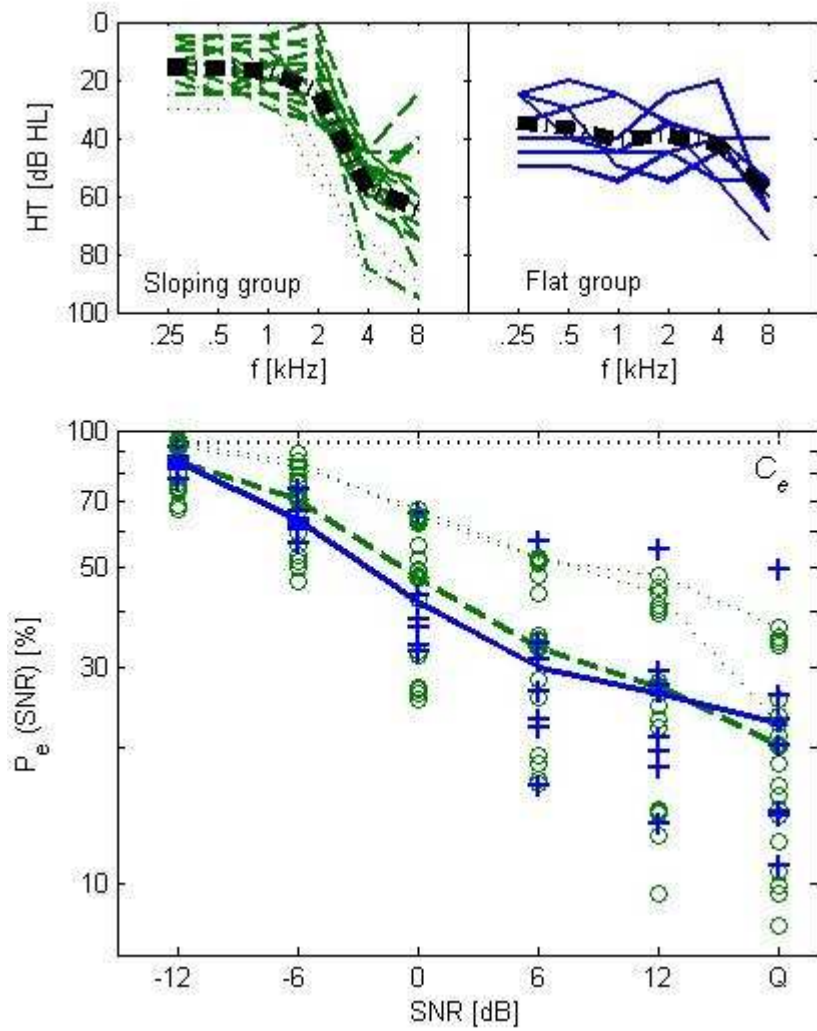 0
20
40
60
80
100
HT [dB HL]
Sloping group
Flat group
.25 .5 1 2 4 8
.25 .5 1 2 4 8
f [kHz]
f [kHz]
100
70
50
30
10
P_e (SNR) [%]
C_e
-12 -6 0 6 12 Q
SNR [dB]